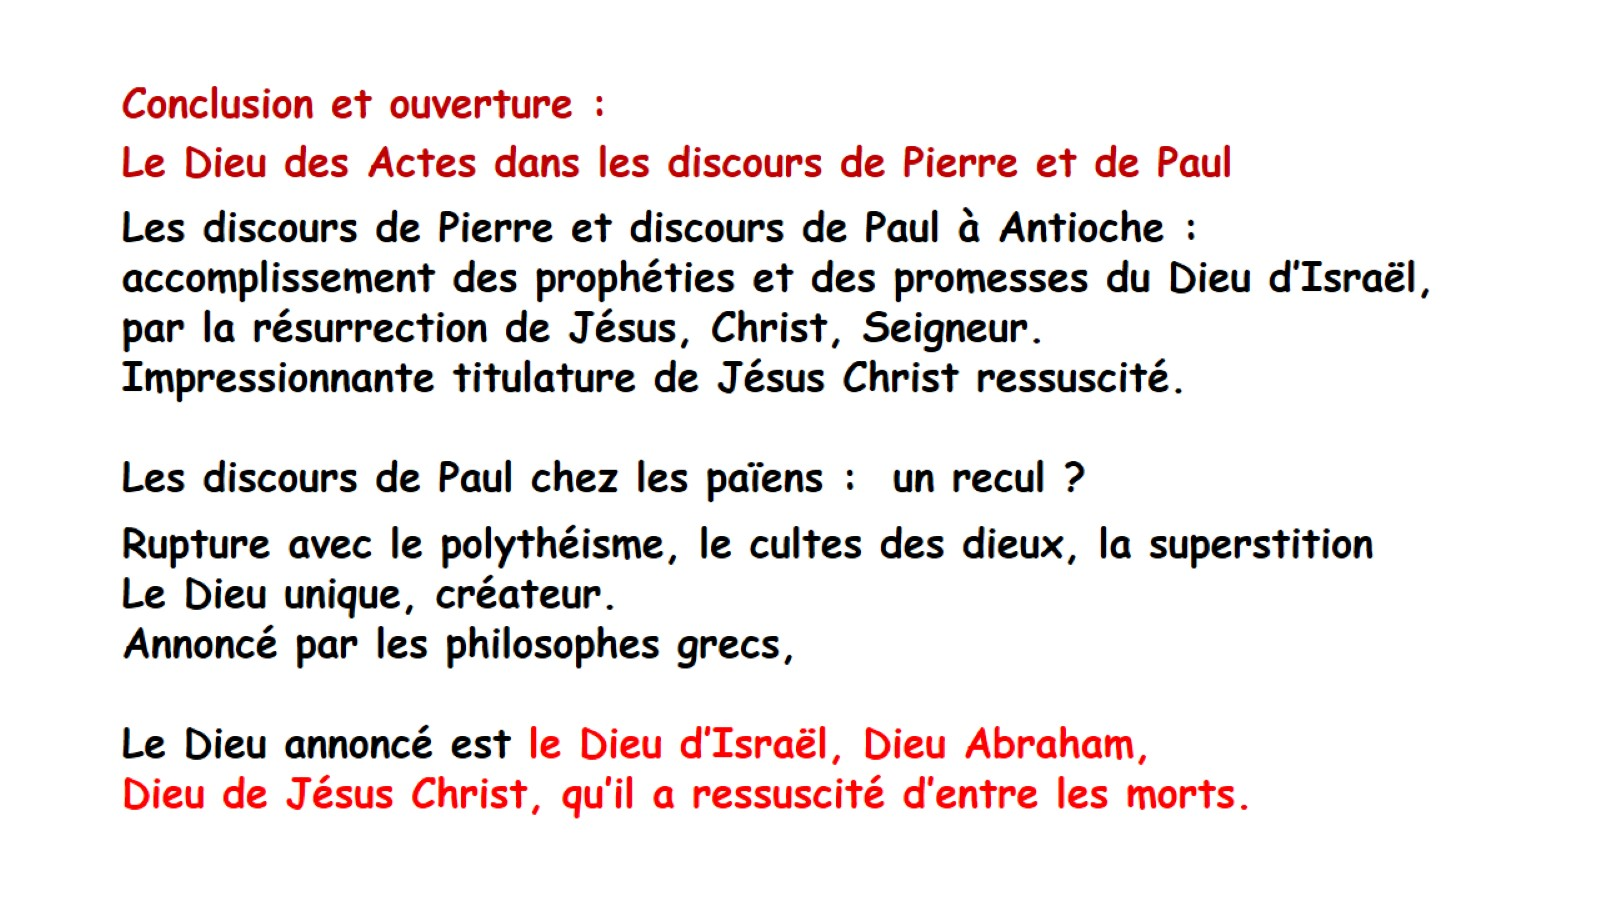 Conclusion et ouverture :
Le Dieu des Actes dans les discours de Pierre et de Paul
Les discours de Pierre et discours de Paul à Antioche :
accomplissement des prophéties et des promesses du Dieu d'Israël,
par la résurrection de Jésus, Christ, Seigneur.
Impressionnante titulature de Jésus Christ ressuscité.
Les discours de Paul chez les païens : un recul ?
Rupture avec le polythéisme, le cultes des dieux, la superstition
Le Dieu unique, créateur.
Annoncé par les philosophes grecs,
Le Dieu annoncé est le Dieu d'Israël, Dieu Abraham,
Dieu de Jésus Christ, qu'il a ressuscité d'entre les morts.